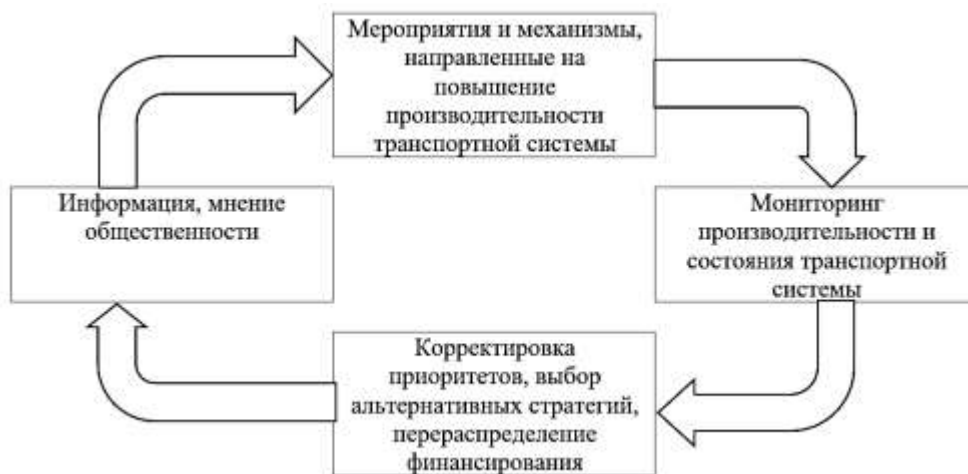 Мероприятия и механизмы,
направленные на
повышение
производительности
транспортной системы
Информация, мнение
общественности
Мониторинг
производительности и
состояния транспортной
системы
Корректировка
приоритетов, выбор
альтернативных стратегий,
перераспределение
финансирования